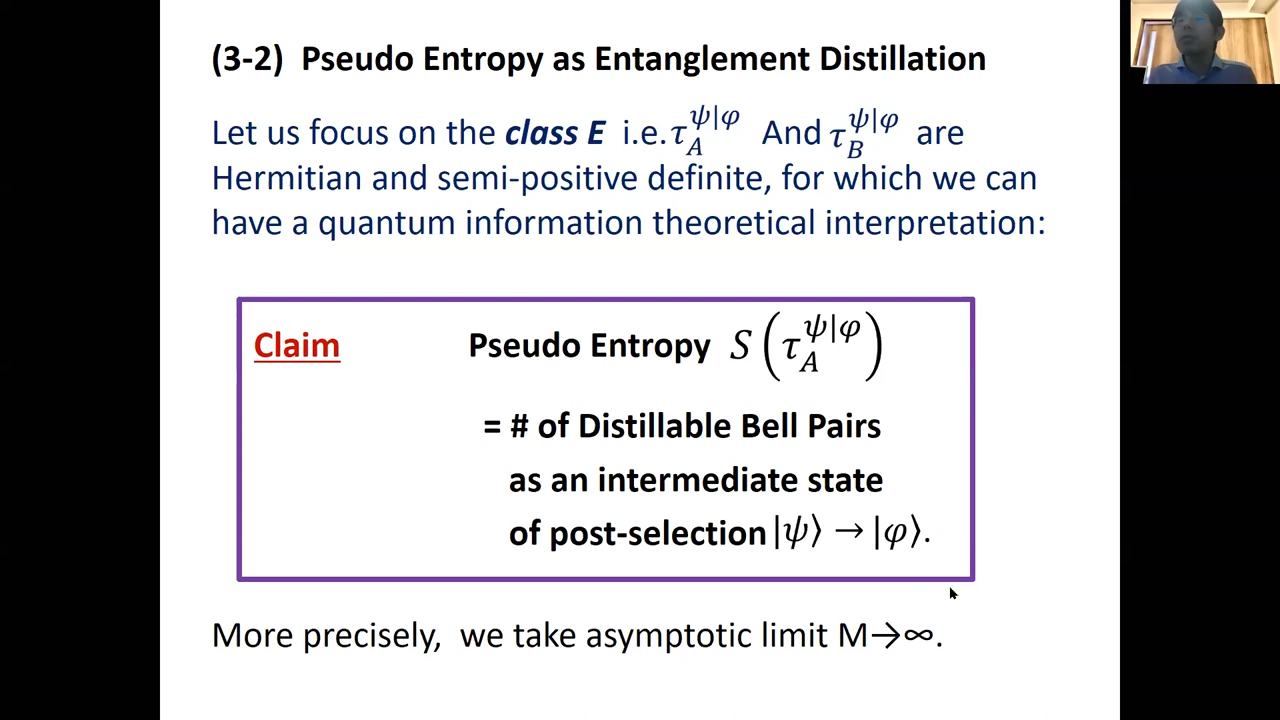 (3-2) Pseudo Entropy as Entanglement Distillation
Let us focus on the class E i.e. τ_A^{ψ|φ} And τ_B^{ψ|φ} are
Hermitian and semi-positive definite, for which we can
have a quantum information theoretical interpretation:
Claim Pseudo Entropy S(τ_A^{ψ|φ})
= # of Distillable Bell Pairs
as an intermediate state
of post-selection |ψ⟩ → |φ⟩.
More precisely, we take asymptotic limit M→∞.